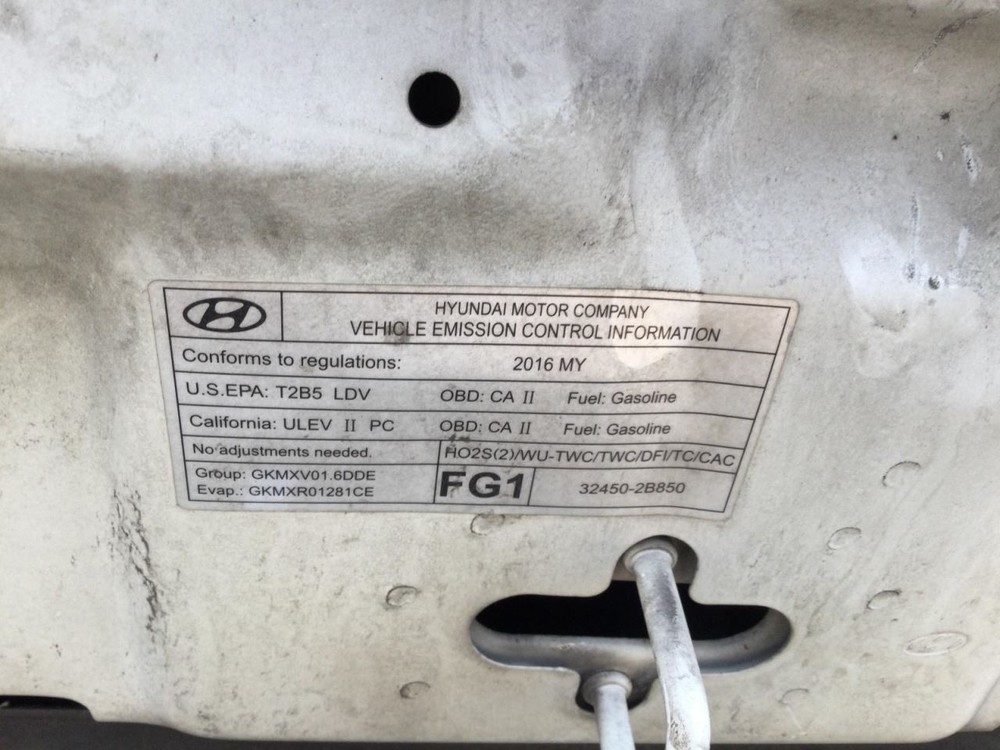 HYUNDAI MOTOR COMPANY
VEHICLE EMISSION CONTROL INFORMATION
Conforms to regulations: 2016 MY
U.S.EPA: T2B5 LDV OBD: CA II Fuel: Gasoline
California: ULEV II PC OBD: CA II Fuel: Gasoline
No adjustments needed. HO2S(2)/WU-TWC/TWC/DFI/TC/CAC
Group: GKMXV01.6DDE
Evap.: GKMXR01281CE
FG1 32450-2B850